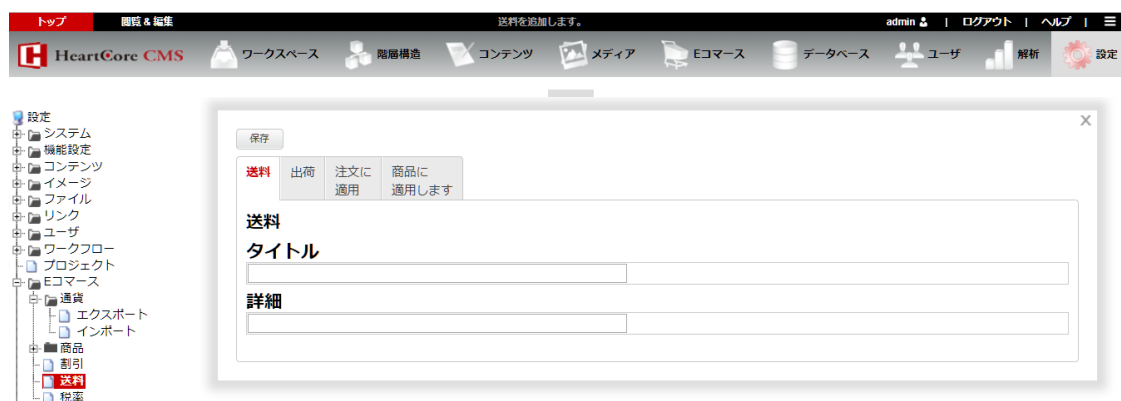 トップ 閲覧 & 編集 送料を追加します。 admin | ログアウト | ヘルプ |
HeartCore CMS ワークスペース 階層構造 コンテンツ メディア Eコマース データベース ユーザ 解析 設定
設定
システム
機能設定
コンテンツ
イメージ
ファイル
リンク
ユーザ
ワークフロー
プロジェクト
Eコマース
通貨
エクスポート
インポート
商品
割引
送料
税率
X
保存
送料 出荷 注文に 商品に
適用 適用します
送料
タイトル
詳細